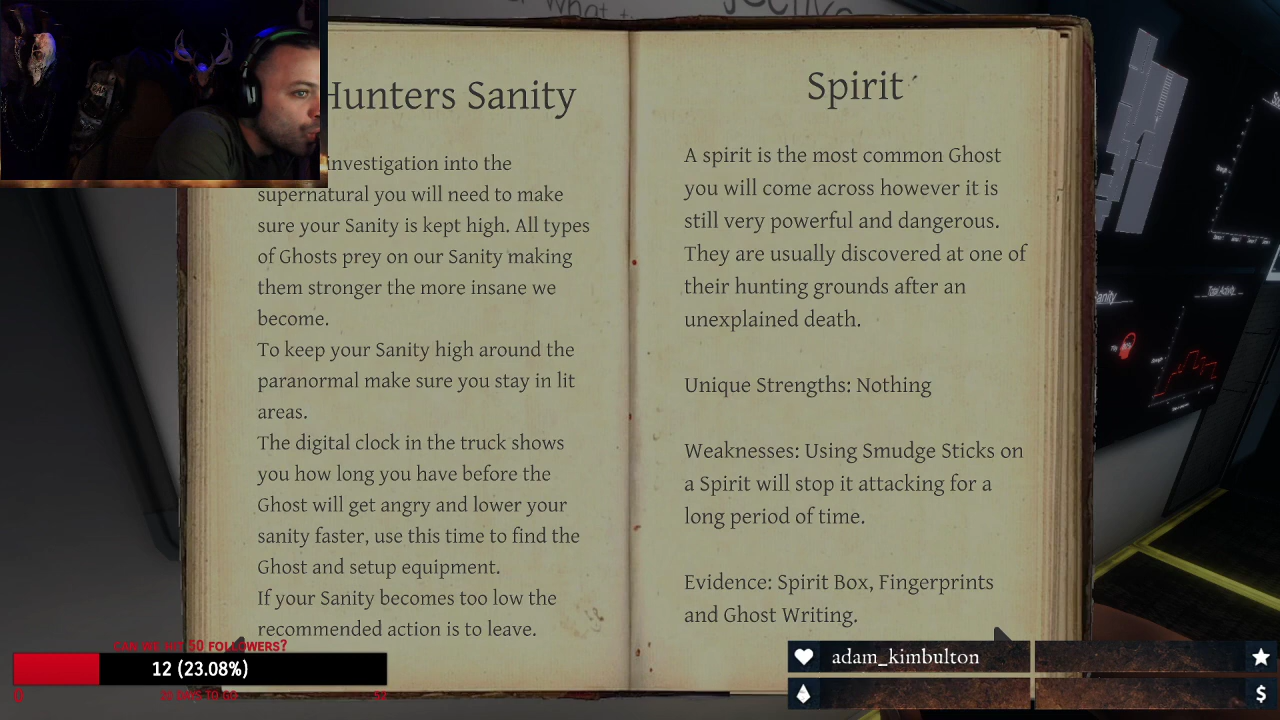 Hunters Sanity
investigation into the
supernatural you will need to make
sure your Sanity is kept high. All types
of Ghosts prey on our Sanity making
them stronger the more insane we
become.
To keep your Sanity high around the
paranormal make sure you stay in lit
areas.
The digital clock in the truck shows
you how long you have before the
Ghost will get angry and lower your
sanity faster, use this time to find the
Ghost and setup equipment.
If your Sanity becomes too low the
recommended action is to leave.
Spirit
A spirit is the most common Ghost
you will come across however it is
still very powerful and dangerous.
They are usually discovered at one of
their hunting grounds after an
unexplained death.
Unique Strengths: Nothing
Weaknesses: Using Smudge Sticks on
a Spirit will stop it attacking for a
long period of time.
Evidence: Spirit Box, Fingerprints
and Ghost Writing.
What
Sanity
Total Activity
CAN WE HIT 50 FOLLOWERS?
12 (23.08%)
0
52
adam_kimbulton
$